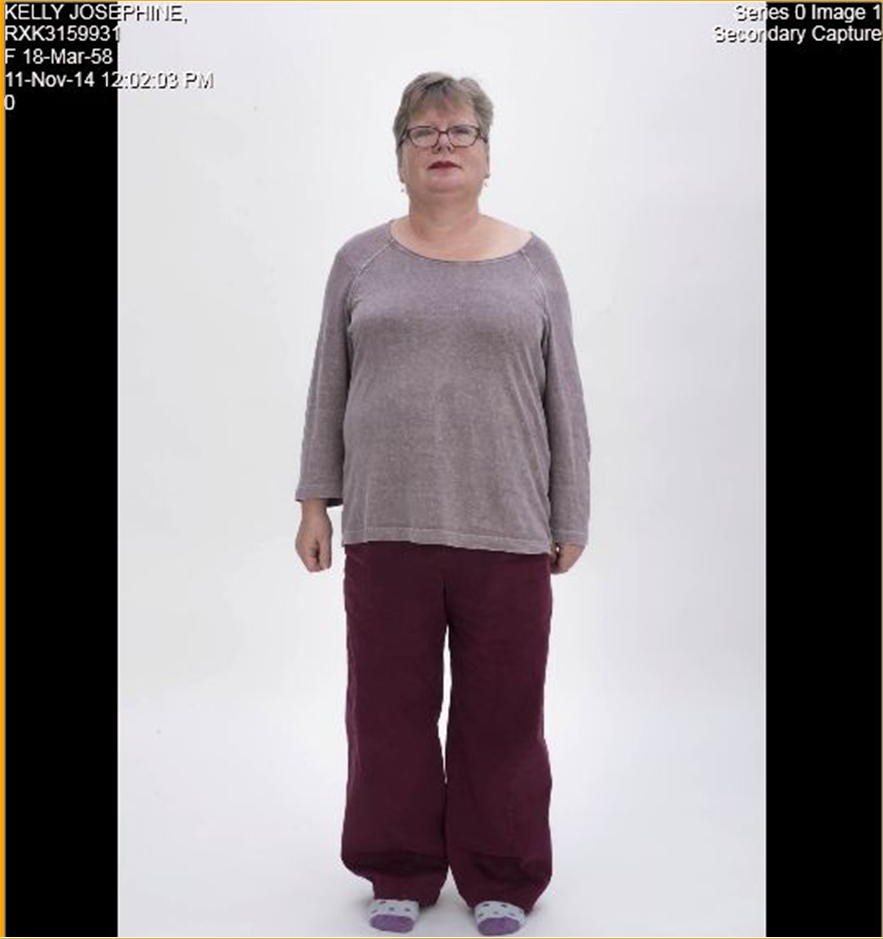 KELLY JOSEPHINE,
RXK3159931
F 18-Mar-58
11-Nov-14 12:02:03 PM
0
Series 0 Image 1
Secondary Capture